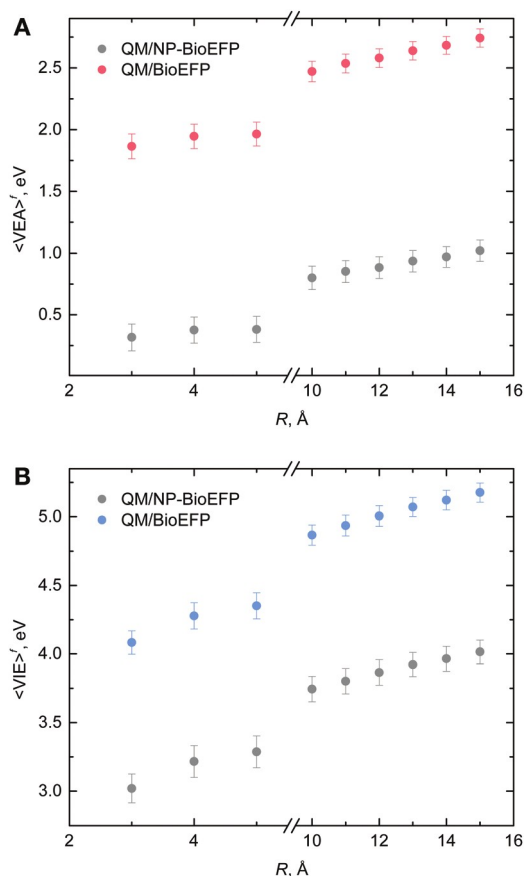 A
QM/NP-BioEFP
QM/BioEFP
2.5
2.0
1.5
1.0
0.5
<VEA>f, eV
2 4 10 12 14 16
R, Å
B
QM/NP-BioEFP
QM/BioEFP
5.0
4.5
4.0
3.5
3.0
<VIE>f, eV
2 4 10 12 14 16
R, Å